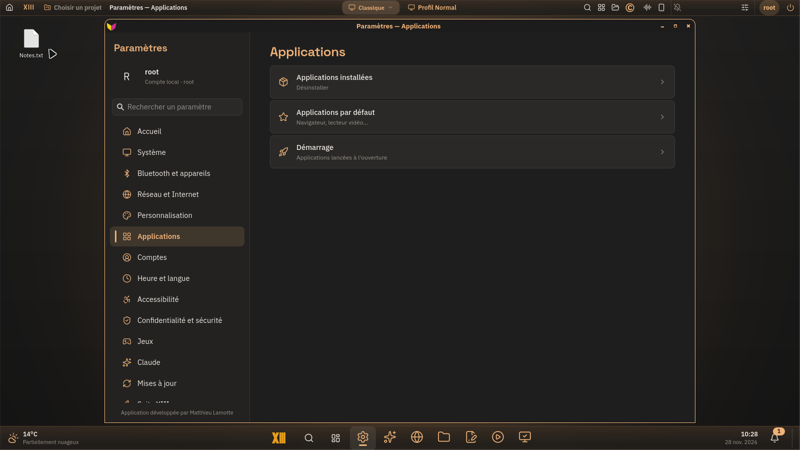 XIII
Choisir un projet
Paramètres — Applications
Classique
Profil Normal
root
Notes.txt
Paramètres — Applications
Paramètres
R
root
Compte local · root
Rechercher un paramètre
Accueil
Système
Bluetooth et appareils
Réseau et Internet
Personnalisation
Applications
Comptes
Heure et langue
Accessibilité
Confidentialité et sécurité
Jeux
Claude
Mises à jour
Application développée par Matthieu Lamotte
Applications
Applications installées
Désinstaller
Applications par défaut
Navigateur, lecteur vidéo…
Démarrage
Applications lancées à l'ouverture
14°C
Partiellement nuageux
XIII
10:28
28 nov. 2026
1